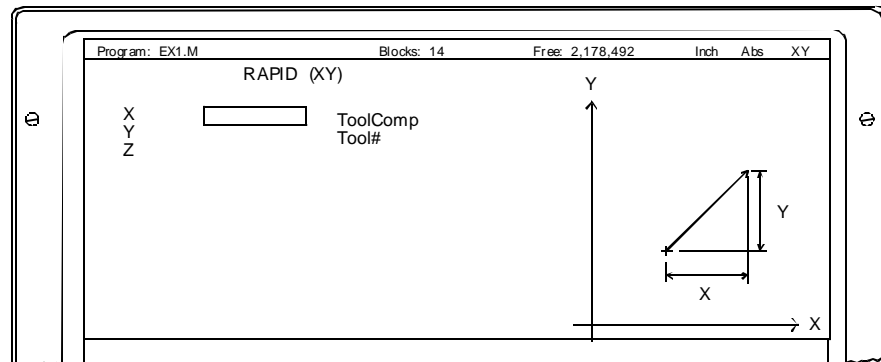 Program: EX1.M Blocks: 14 Free: 2,178,492 Inch Abs XY
RAPID (XY)
X ToolComp
Y Tool#
Z
Y
Y
X
X